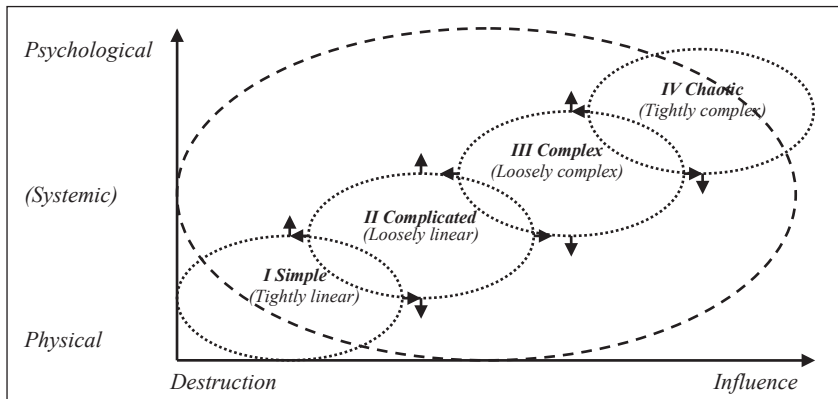 Psychological
IV Chaotic
(Tightly complex)
III Complex
(Loosely complex)
(Systemic)
II Complicated
(Loosely linear)
I Simple
(Tightly linear)
Physical
Destruction
Influence